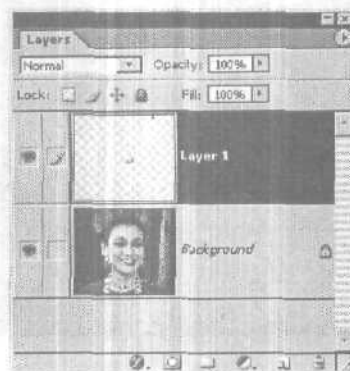 Layers
Normal Opacity: 100%
Lock: Fill: 100%
Layer 1
Background